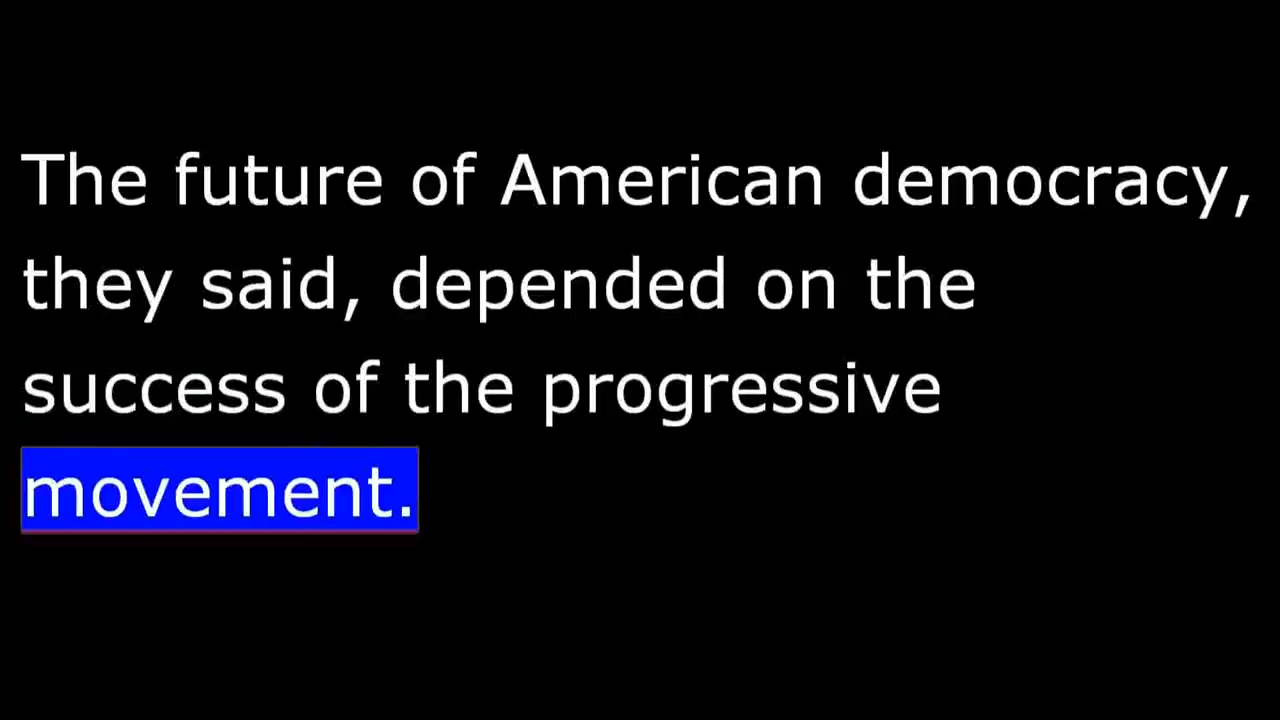 The future of American democracy,
they said, depended on the
success of the progressive
movement.